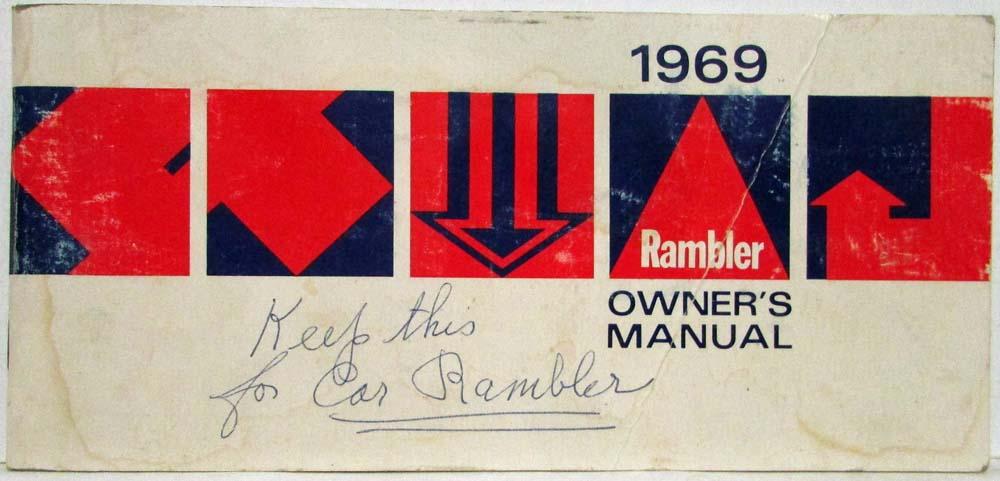 1969
Rambler
OWNER'S
MANUAL
Keep this
for Car Rambler